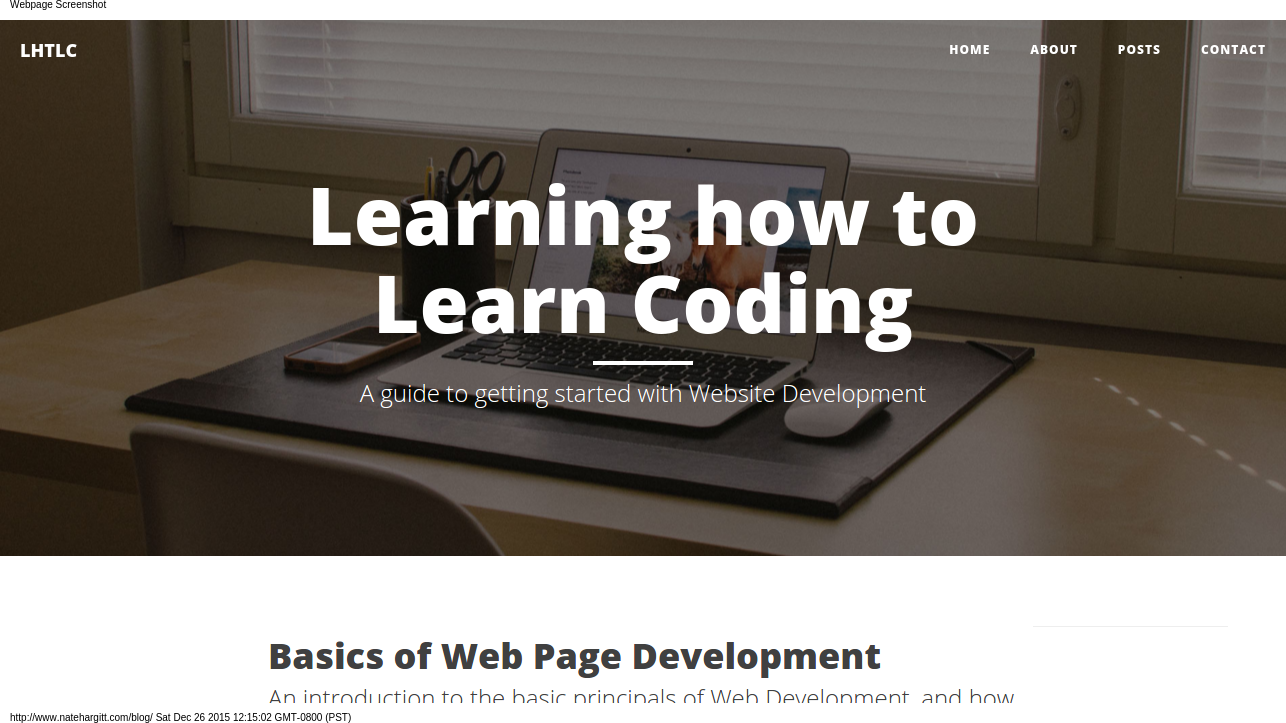 Webpage Screenshot
LHTLC
HOME ABOUT POSTS CONTACT
Learning how to
Learn Coding
A guide to getting started with Website Development
Basics of Web Page Development
An introduction to the basic principals of Web Development, and how
http://www.natehargitt.com/blog/ Sat Dec 26 2015 12:15:02 GMT-0800 (PST)